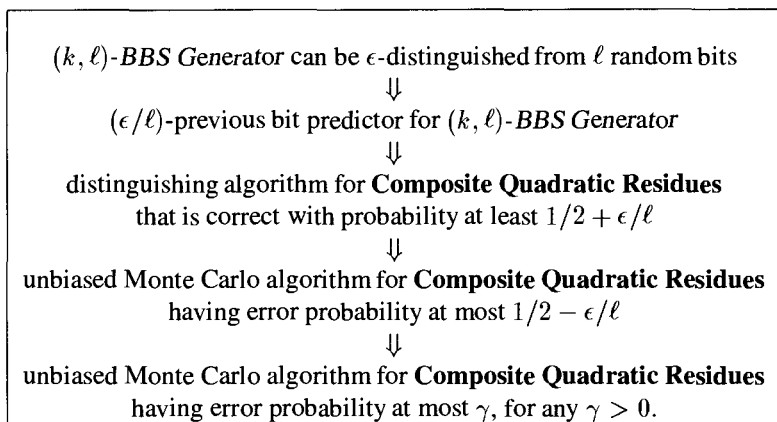 (k, ℓ)-BBS Generator can be ϵ-distinguished from ℓ random bits
⇓
(ϵ/ℓ)-previous bit predictor for (k, ℓ)-BBS Generator
⇓
distinguishing algorithm for Composite Quadratic Residues
that is correct with probability at least 1/2 + ϵ/ℓ
⇓
unbiased Monte Carlo algorithm for Composite Quadratic Residues
having error probability at most 1/2 − ϵ/ℓ
⇓
unbiased Monte Carlo algorithm for Composite Quadratic Residues
having error probability at most γ, for any γ > 0.